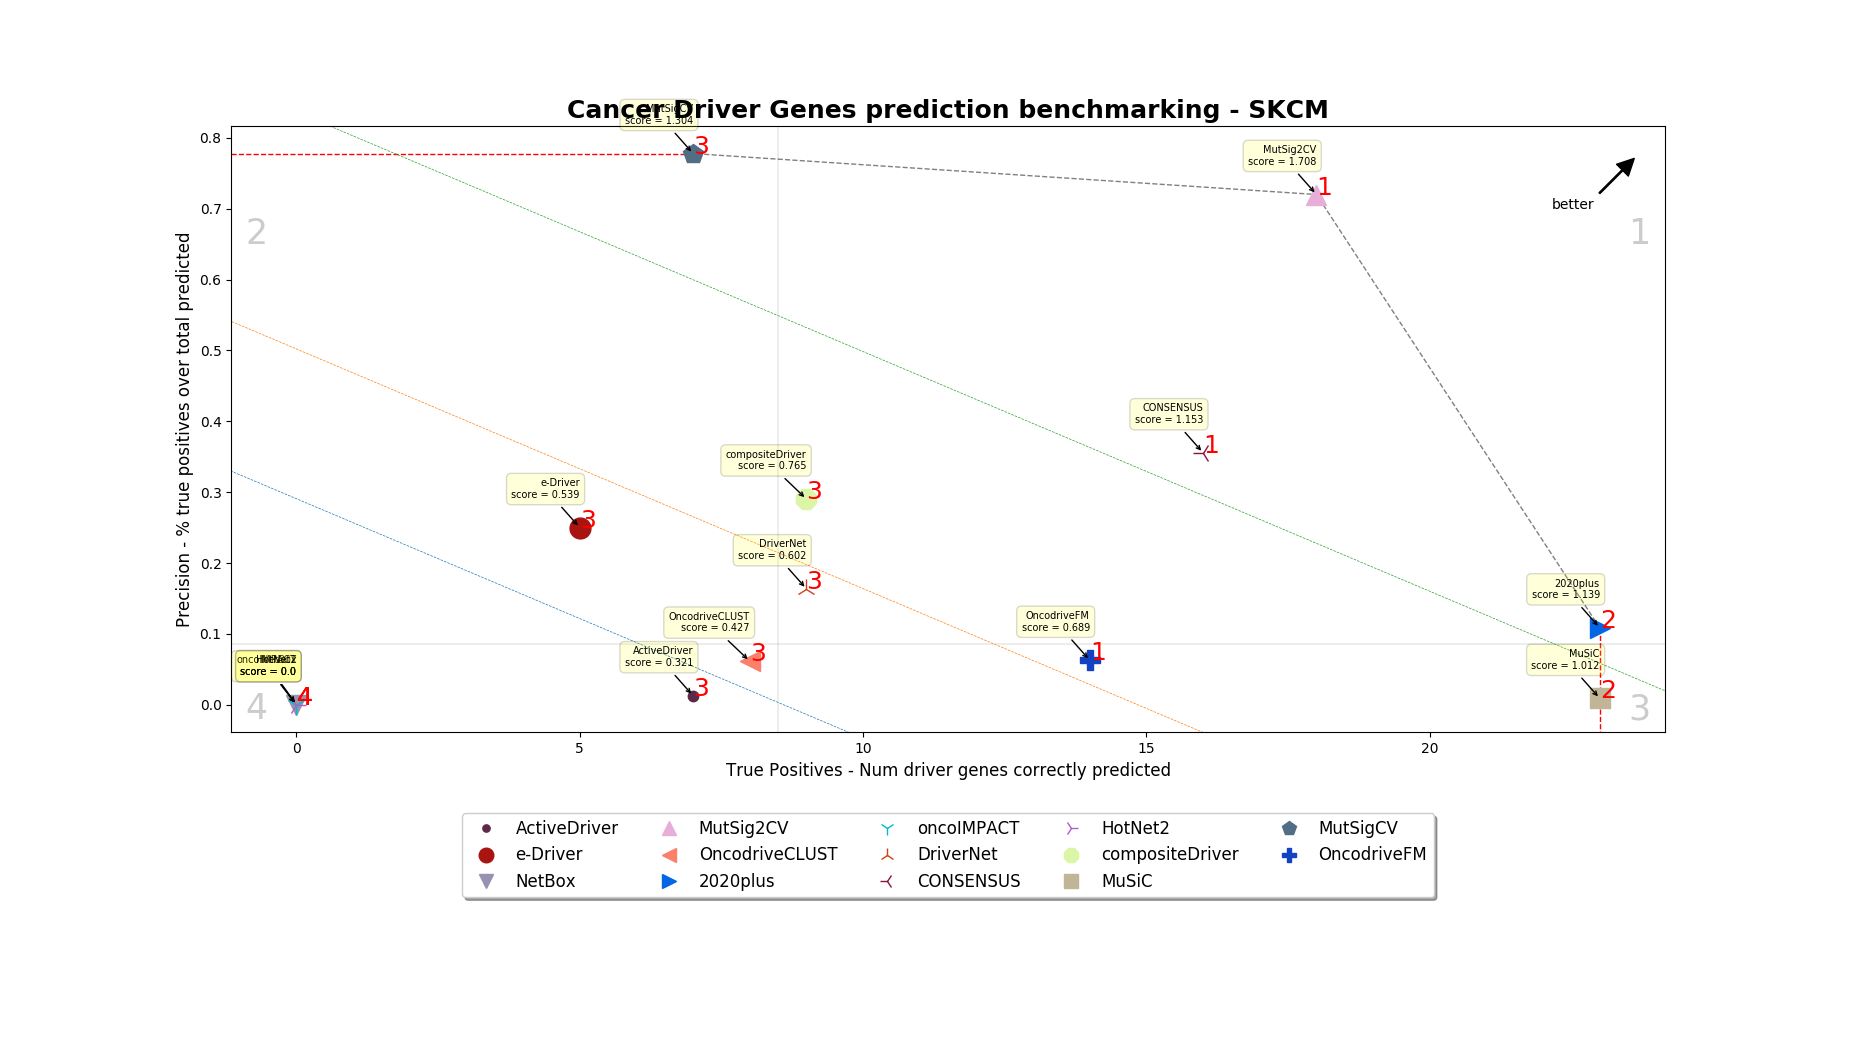 Cancer Driver Genes prediction benchmarking - SKCM
score = 1.304
3
MutSig2CV
score = 1.708
1
better
2
1
CONSENSUS
score = 1.153
1
compositeDriver
score = 0.765
3
e-Driver
score = 0.539
3
DriverNet
score = 0.602
3
2020plus
score = 1.139
2
OncodriveCLUST
score = 0.427
3
OncodriveFM
score = 0.689
1
ActiveDriver
score = 0.321
3
MuSiC
score = 1.012
2
score = 0.0
4
4
3
0.8
0.7
0.6
0.5
0.4
0.3
0.2
0.1
0.0
Precision - % true positives over total predicted
0 5 10 15 20
True Positives - Num driver genes correctly predicted
ActiveDriver MutSig2CV oncoIMPACT HotNet2 MutSigCV
e-Driver OncodriveCLUST DriverNet compositeDriver OncodriveFM
NetBox 2020plus CONSENSUS MuSiC